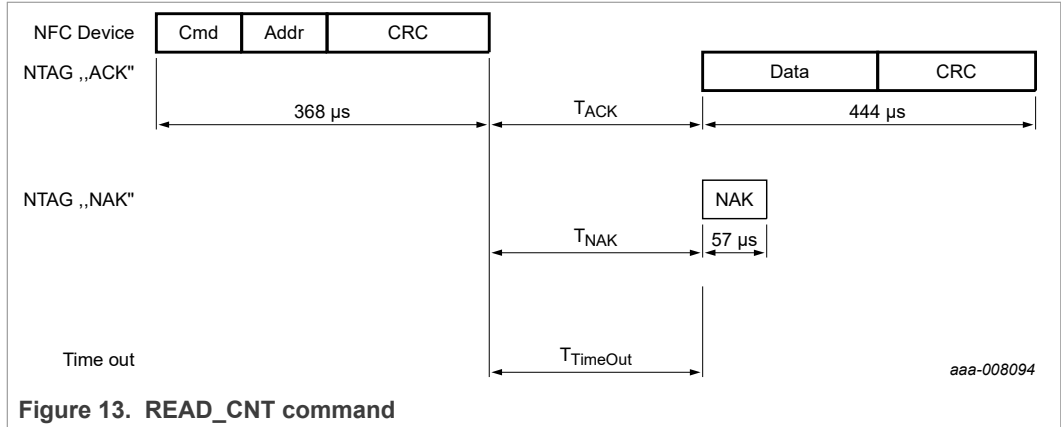 NFC Device Cmd Addr CRC
NTAG ,,ACK" Data CRC
368 µs TACK 444 µs
NTAG ,,NAK" NAK
TNAK 57 µs
Time out TTimeOut aaa-008094
Figure 13. READ_CNT command